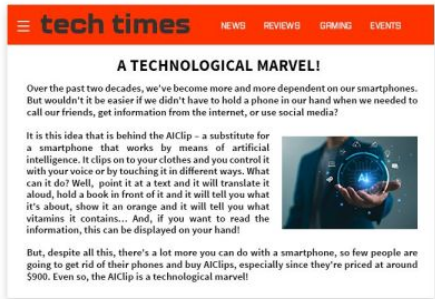 tech times
NEWS REVIEWS GAMING EVENTS
A TECHNOLOGICAL MARVEL!
Over the past two decades, we've become more and more dependent on our smartphones.
But wouldn't it be easier if we didn't have to hold a phone in our hand when we needed to
call our friends, get information from the internet, or use social media?
It is this idea that is behind the AIClip – a substitute for
a smartphone that works by means of artificial
intelligence. It clips on to your clothes and you control it
with your voice or by touching it in different ways. What
can it do? Well, point it at a text and it will translate it
aloud, hold a book in front of it and it will tell you what
it's about, show it an orange and it will tell you what
vitamins it contains... And, if you want to read the
information, this can be displayed on your hand!
AI
But, despite all this, there's a lot more you can do with a smartphone, so few people are
going to get rid of their phones and buy AIClips, especially since they're priced at around
$900. Even so, the AIClip is a technological marvel!